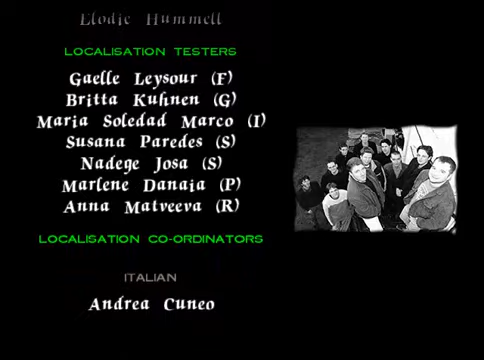 Elodie Hummell
LOCALISATION TESTERS
Gaelle Leysour (F)
Britta Kuhnen (G)
Maria Soledad Marco (I)
Susana Paredes (S)
Nadege Josa (S)
Marlene Danaia (P)
Anna Matveeva (R)
LOCALISATION CO-ORDINATORS
ITALIAN
Andrea Cuneo